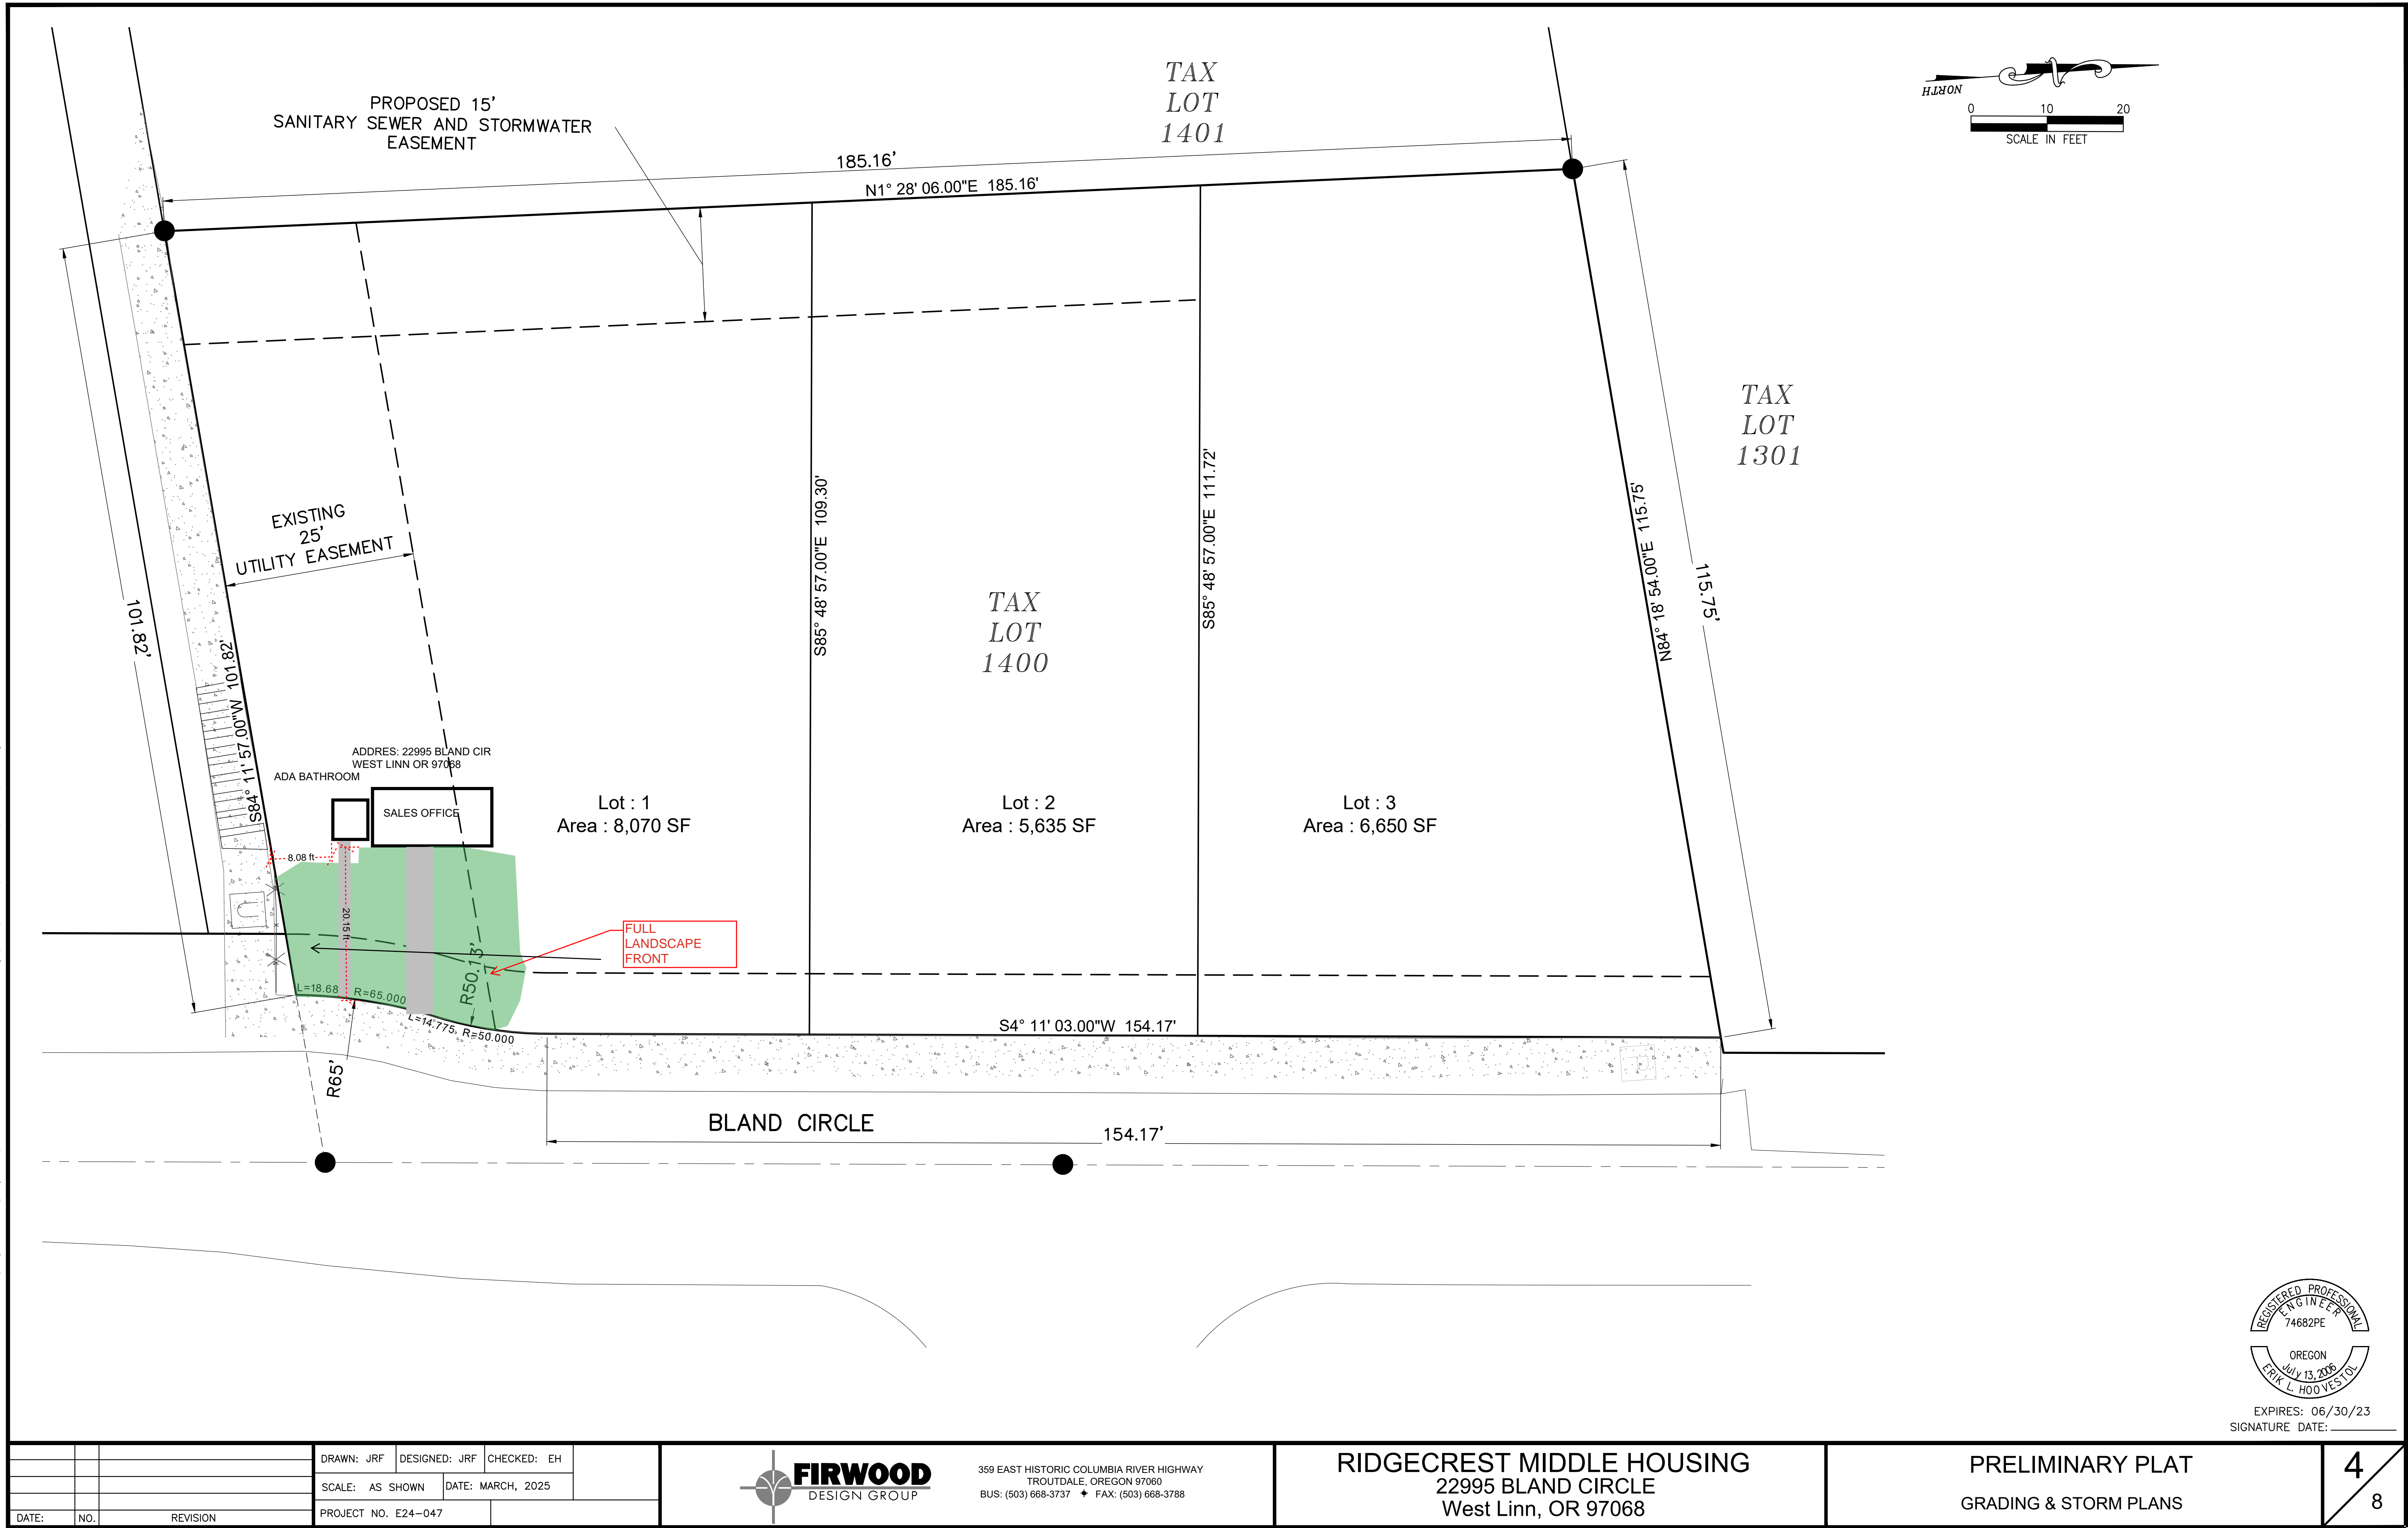 TAX
LOT
1401
NORTH
0 10 20
SCALE IN FEET
PROPOSED 15'
SANITARY SEWER AND STORMWATER
EASEMENT
185.16'
N1° 28' 06.00"E 185.16'
TAX
LOT
1301
EXISTING
25'
UTILITY EASEMENT
101.82'
S84° 11' 57.00"W 101.82'
S85° 48' 57.00"E 109.30'
S85° 48' 57.00"E 111.72'
N84° 18' 54.00"E 115.75'
115.75'
TAX
LOT
1400
ADDRES: 22995 BLAND CIR
WEST LINN OR 97068
ADA BATHROOM
SALES OFFICE
Lot : 1
Area : 8,070 SF
Lot : 2
Area : 5,635 SF
Lot : 3
Area : 6,650 SF
8.08 ft
20.15 ft
FULL
LANDSCAPE
FRONT
R50.13'
L=18.68 R=65.000
L=14.775, R=50.000
R65'
S4° 11' 03.00"W 154.17'
BLAND CIRCLE
154.17'
REGISTERED PROFESSIONAL
ENGINEER
74682PE
OREGON
July 13, 2006
ERIK L. HOOVESTOL
EXPIRES: 06/30/23
SIGNATURE DATE:
DATE: NO. REVISION
DRAWN: JRF DESIGNED: JRF CHECKED: EH
SCALE: AS SHOWN DATE: MARCH, 2025
PROJECT NO. E24-047
FIRWOOD
DESIGN GROUP
359 EAST HISTORIC COLUMBIA RIVER HIGHWAY
TROUTDALE, OREGON 97060
BUS: (503) 668-3737 ✦ FAX: (503) 668-3788
RIDGECREST MIDDLE HOUSING
22995 BLAND CIRCLE
West Linn, OR 97068
PRELIMINARY PLAT
GRADING & STORM PLANS
4
8